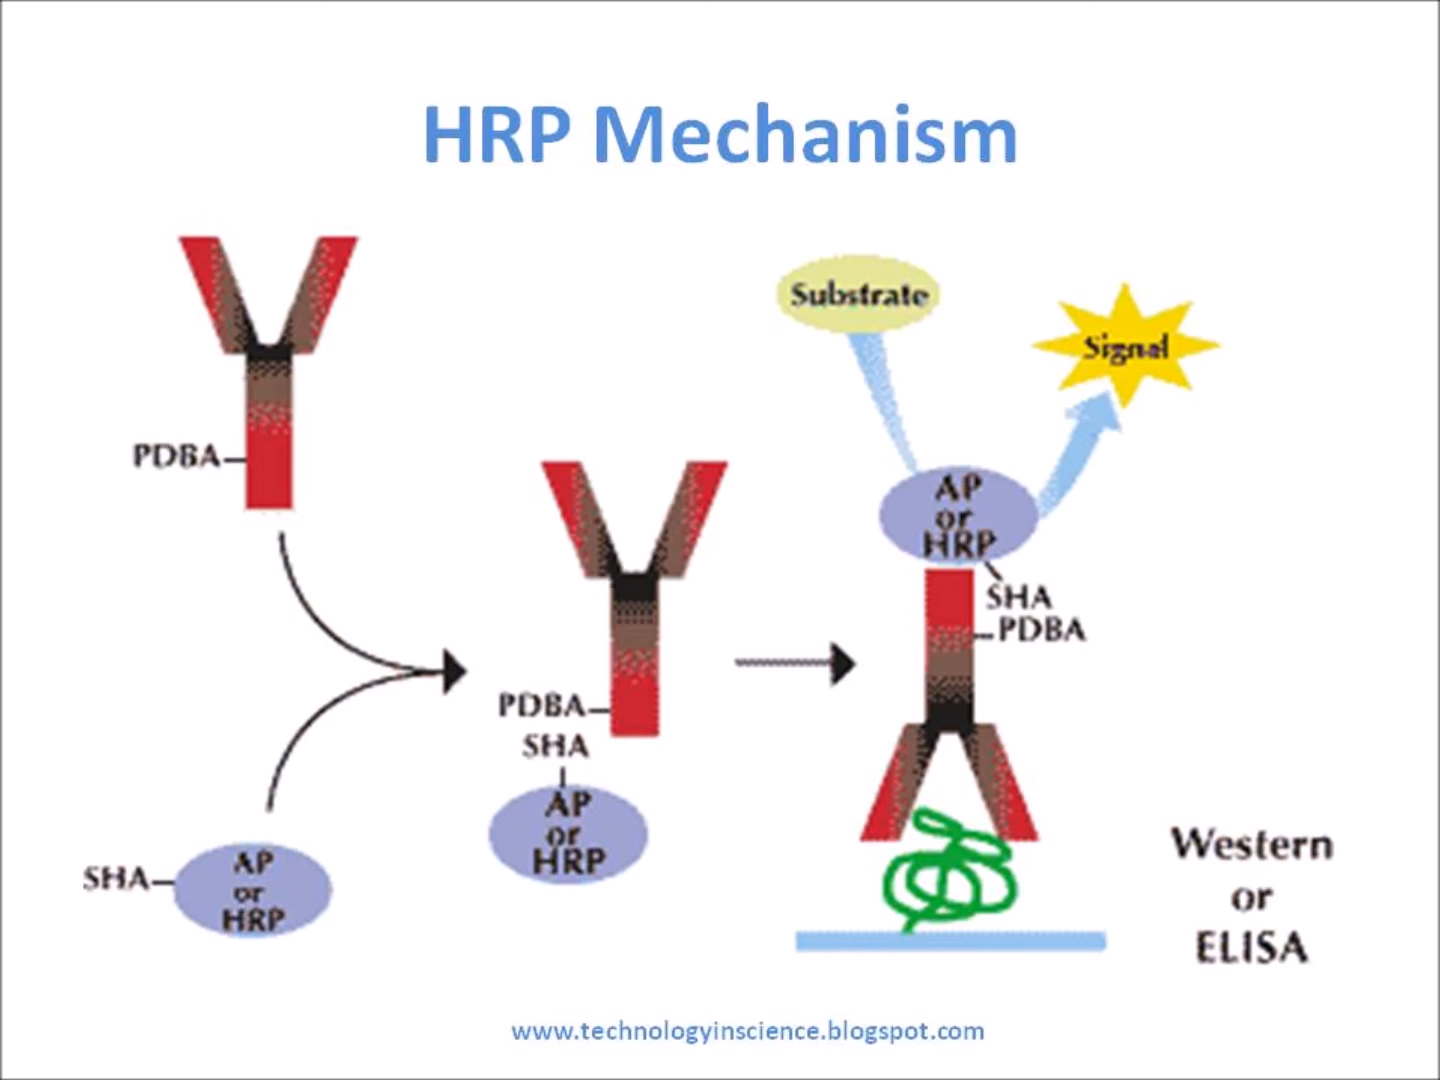 HRP Mechanism
PDBA
SHA
AP
or
HRP
PDBA
SHA
AP
or
HRP
Substrate
Signal
AP
or
HRP
SHA
PDBA
Western
or
ELISA
www.technologyinscience.blogspot.com